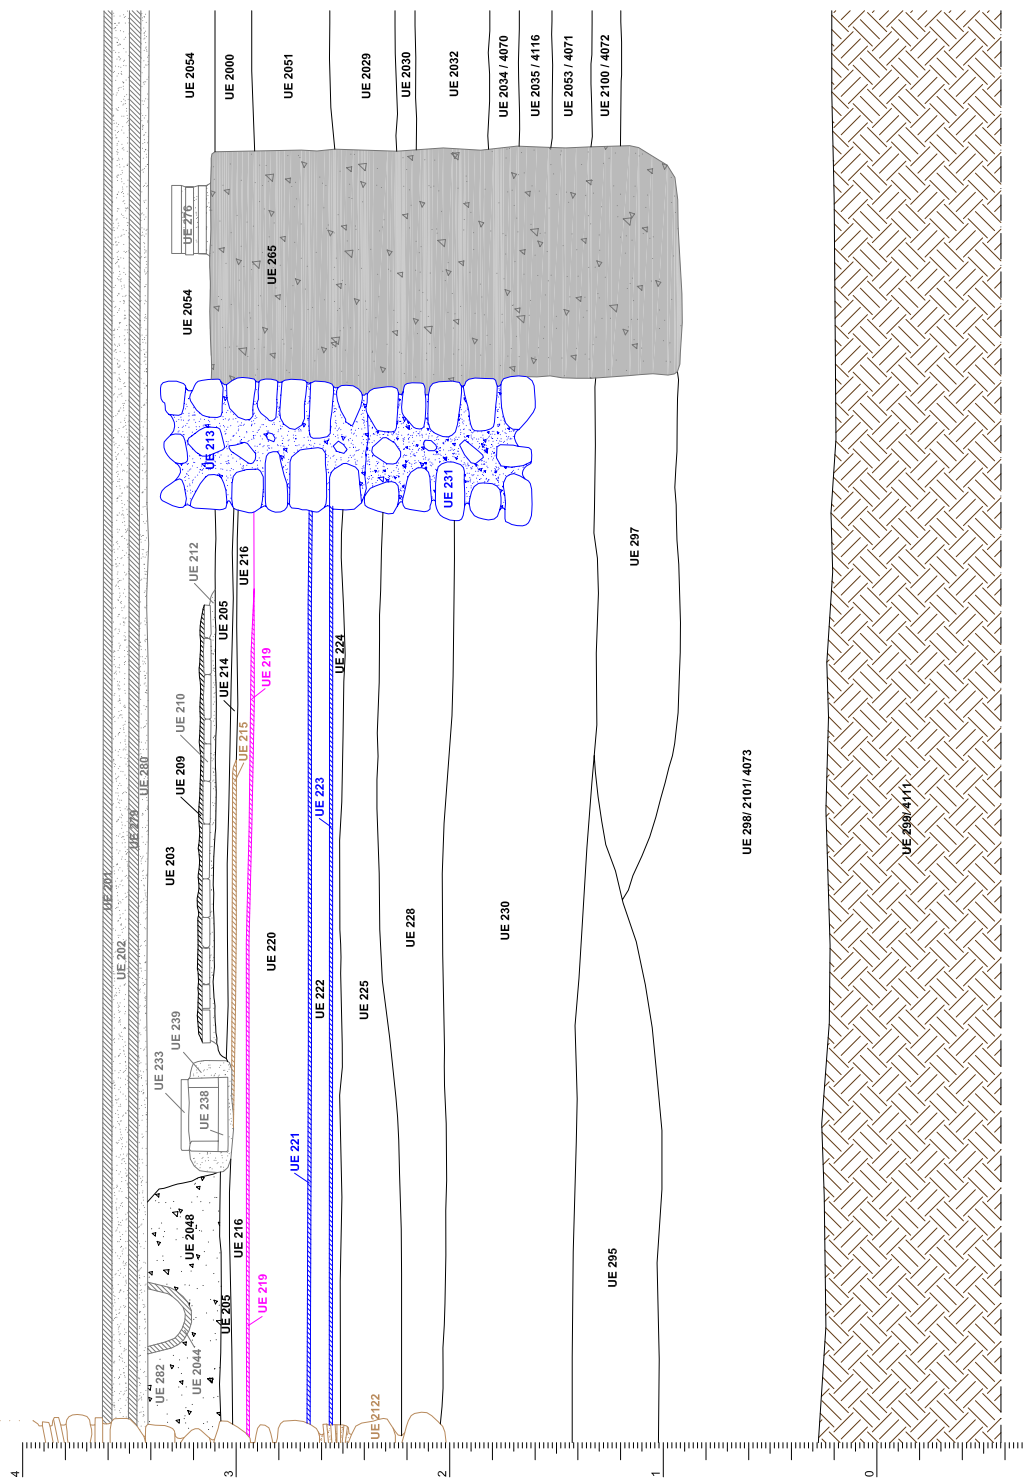 UE 2054
UE 2000
UE 2051
UE 2029
UE 2030
UE 2032
UE 2034 / 4070
UE 2035 / 4116
UE 2053 / 4071
UE 2100 / 4072
UE 276
UE 265
UE 2054
UE 213
UE 231
UE 212
UE 205
UE 216
UE 297
UE 214
UE 219
UE 224
UE 210
UE 215
UE 209
UE 280
UE 279
UE 223
UE 298/ 2101/ 4073
UE 299/ 4111
UE 201
UE 203
UE 202
UE 220
UE 228
UE 230
UE 222
UE 225
UE 239
UE 233
UE 238
UE 221
UE 2048
UE 216
UE 219
UE 205
UE 295
UE 2044
UE 282
UE 2122
4
3
2
1
0